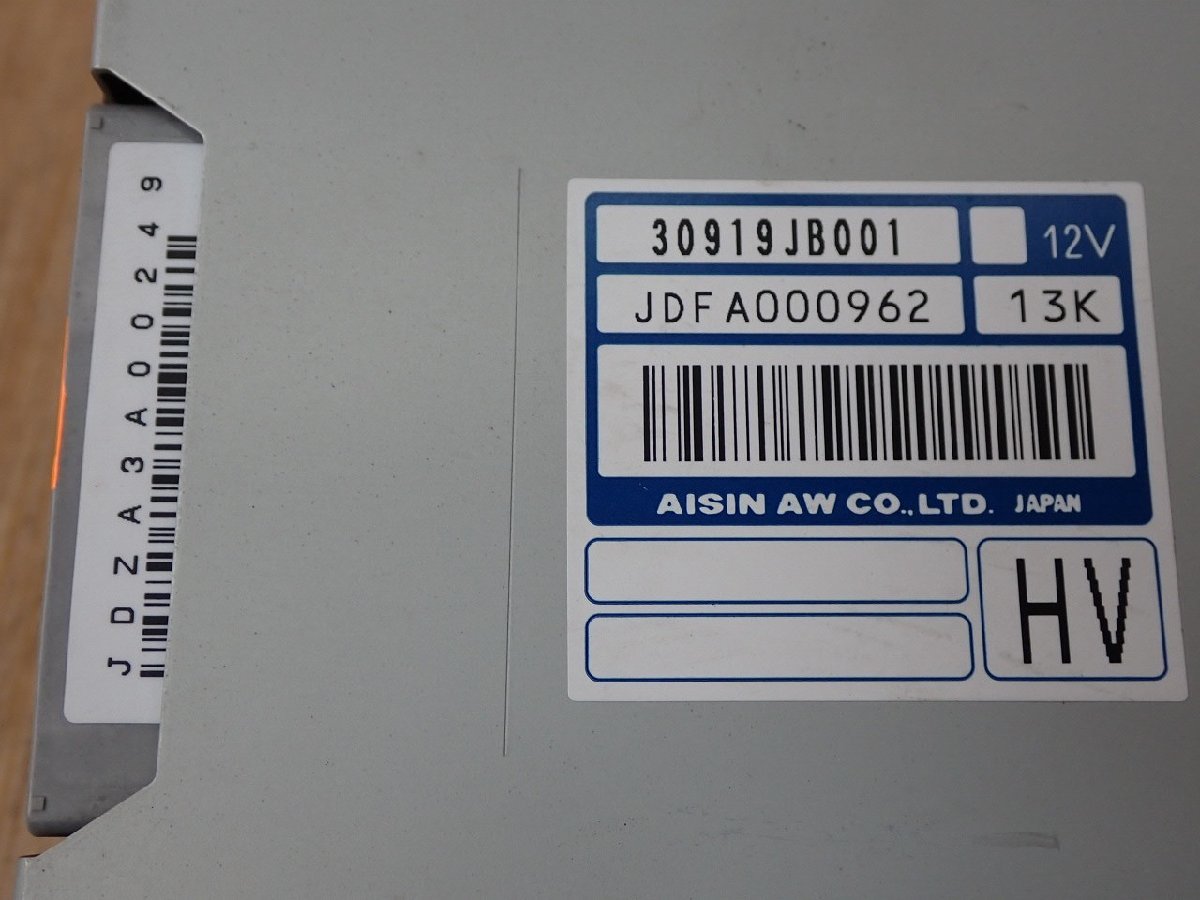 JDZA3A00249
30919JB001
12V
JDFA000962
13K
AISIN AW CO.,LTD. JAPAN
HV